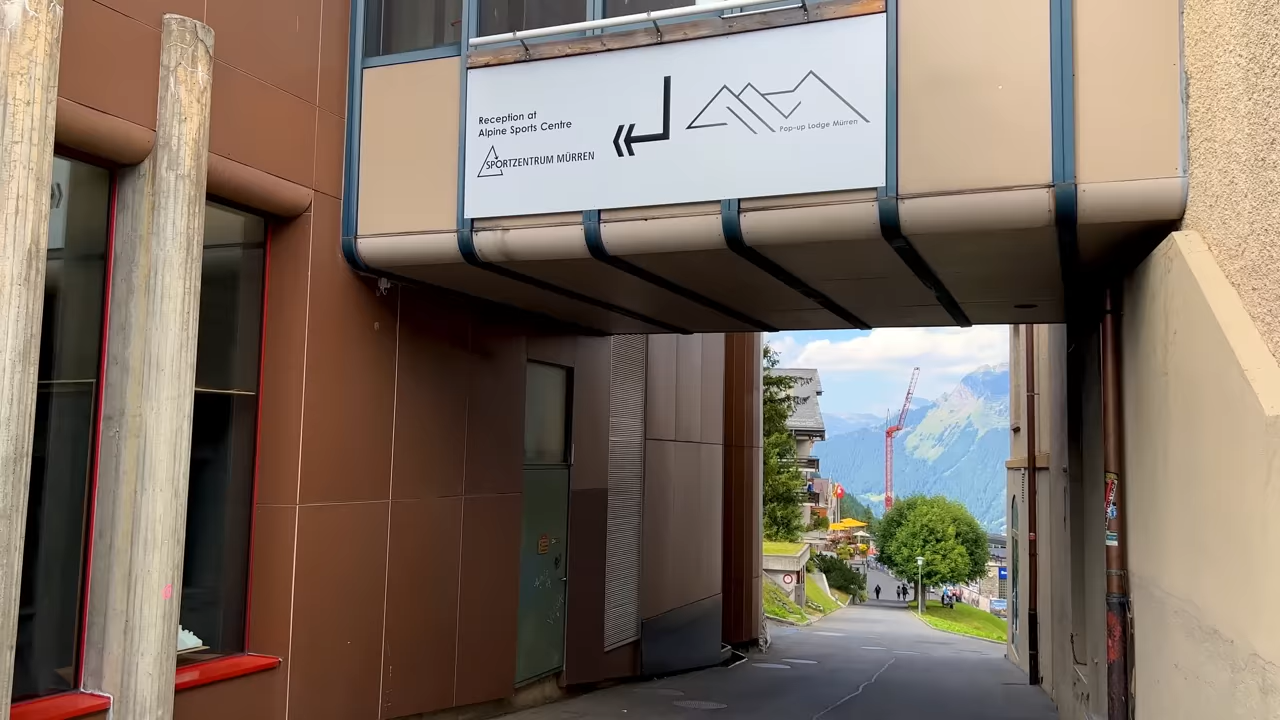 Reception at
Alpine Sports Centre
SPORTZENTRUM MÜRREN
Pop-up Lodge Mürren